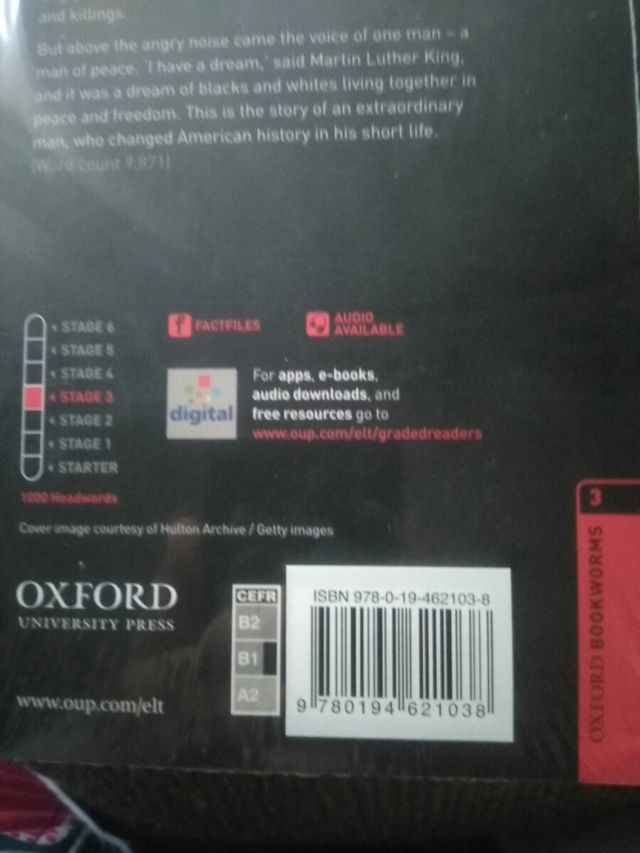 and killings.
But above the angry noise came the voice of one man – a
man of peace. 'I have a dream,' said Martin Luther King,
and it was a dream of blacks and whites living together in
peace and freedom. This is the story of an extraordinary
man, who changed American history in his short life.
(Word count 9,871)
STAGE 6
STAGE 5
STAGE 4
STAGE 3
STAGE 2
STAGE 1
STARTER
1000 Headwords
f FACTFILES
AUDIO
AVAILABLE
digital
For apps, e-books,
audio downloads, and
free resources go to
www.oup.com/elt/gradedreaders
Cover image courtesy of Hulton Archive / Getty images
OXFORD
UNIVERSITY PRESS
www.oup.com/elt
CEFR
B2
B1
A2
ISBN 978-0-19-462103-8
9 780194 621038
3
OXFORD BOOKWORMS